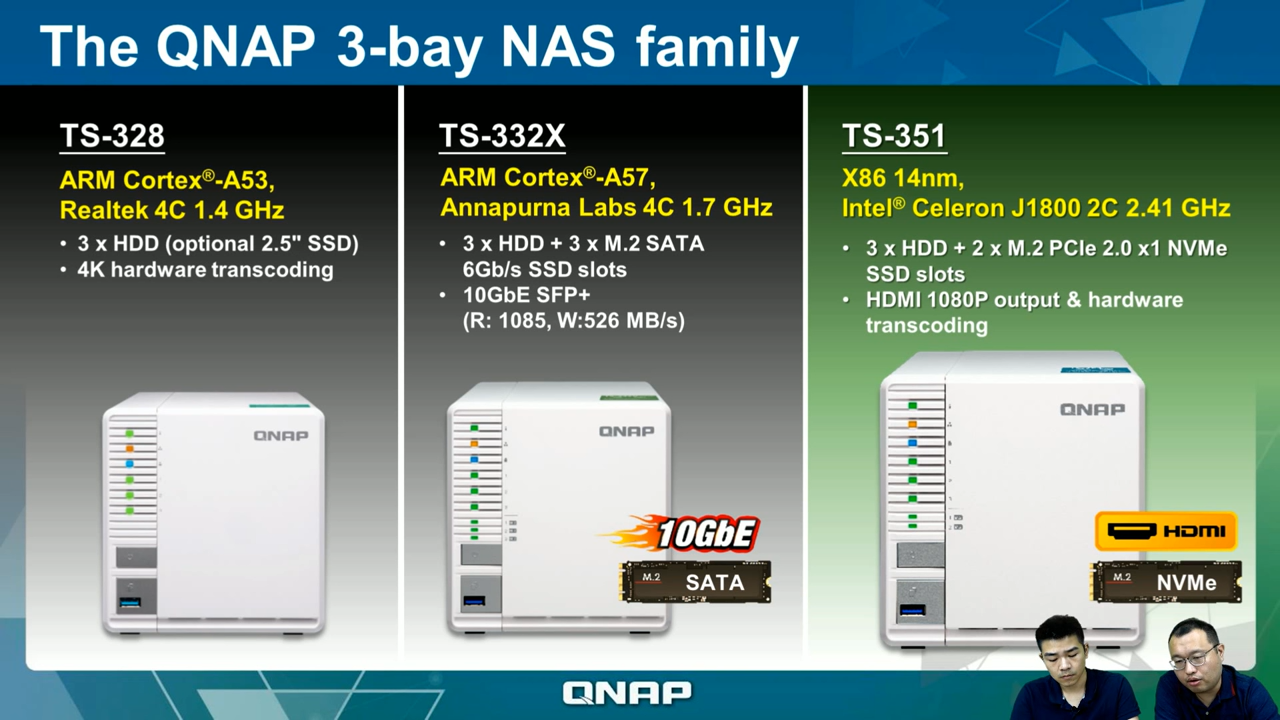 The QNAP 3-bay NAS family
TS-328
ARM Cortex®-A53,
Realtek 4C 1.4 GHz
• 3 x HDD (optional 2.5" SSD)
• 4K hardware transcoding
QNAP
TS-332X
ARM Cortex®-A57,
Annapurna Labs 4C 1.7 GHz
• 3 x HDD + 3 x M.2 SATA
6Gb/s SSD slots
• 10GbE SFP+
(R: 1085, W:526 MB/s)
QNAP
10GbE
M.2 SATA
TS-351
X86 14nm,
Intel® Celeron J1800 2C 2.41 GHz
• 3 x HDD + 2 x M.2 PCIe 2.0 x1 NVMe
SSD slots
• HDMI 1080P output & hardware
transcoding
QNAP
HDMI
M.2 NVMe
QNAP